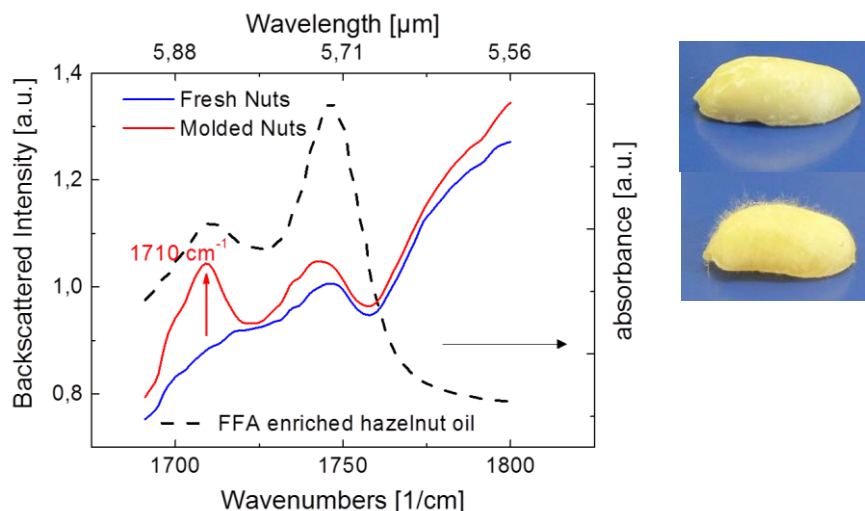 Wavelength [µm]
5,88 5,71 5,56
1,4
1,2
1,0
0,8
Backscattered Intensity [a.u.]
Fresh Nuts
Molded Nuts
1710 cm⁻¹
FFA enriched hazelnut oil
absorbance [a.u.]
1700 1750 1800
Wavenumbers [1/cm]